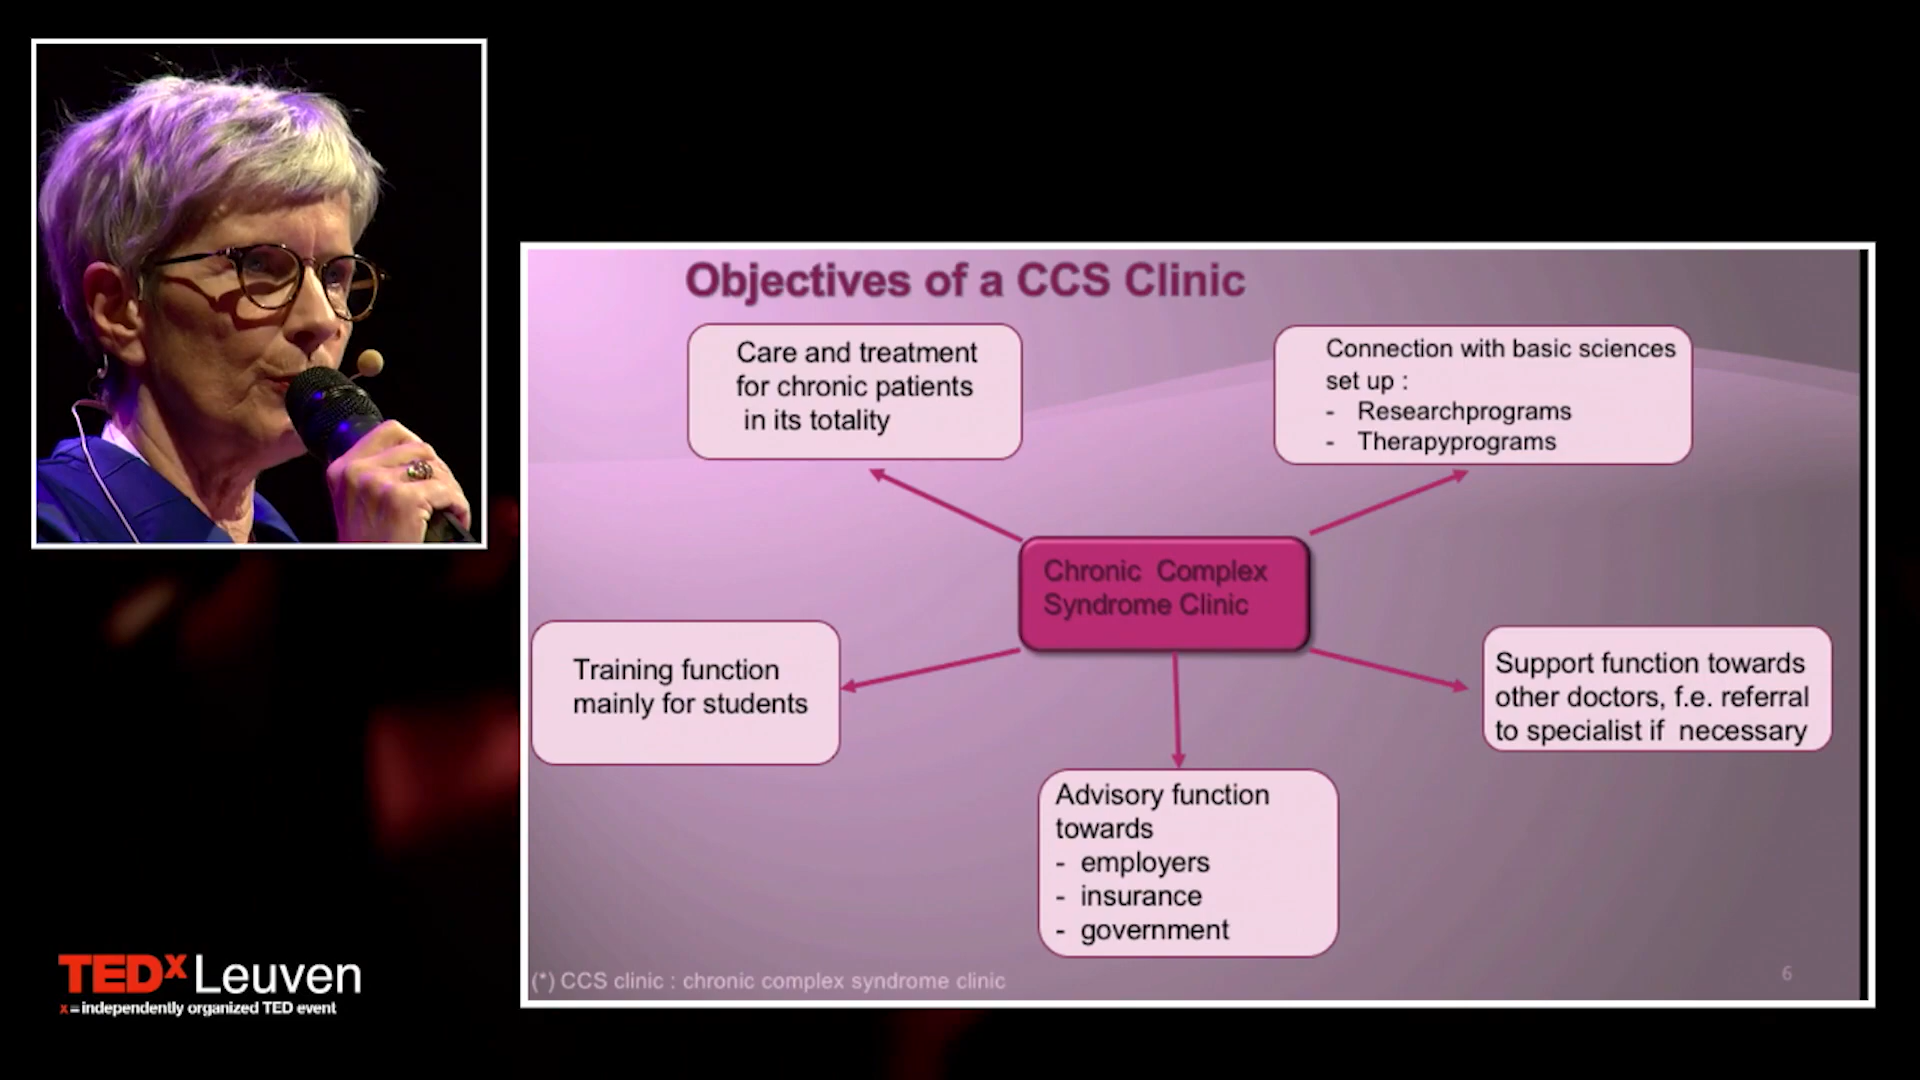 Objectives of a CCS Clinic
Care and treatment
for chronic patients
in its totality
Connection with basic sciences
set up :
- Researchprograms
- Therapyprograms
Chronic Complex
Syndrome Clinic
Training function
mainly for students
Support function towards
other doctors, f.e. referral
to specialist if necessary
Advisory function
towards
- employers
- insurance
- government
(*) CCS clinic : chronic complex syndrome clinic
6
TEDx Leuven
x = independently organized TED event